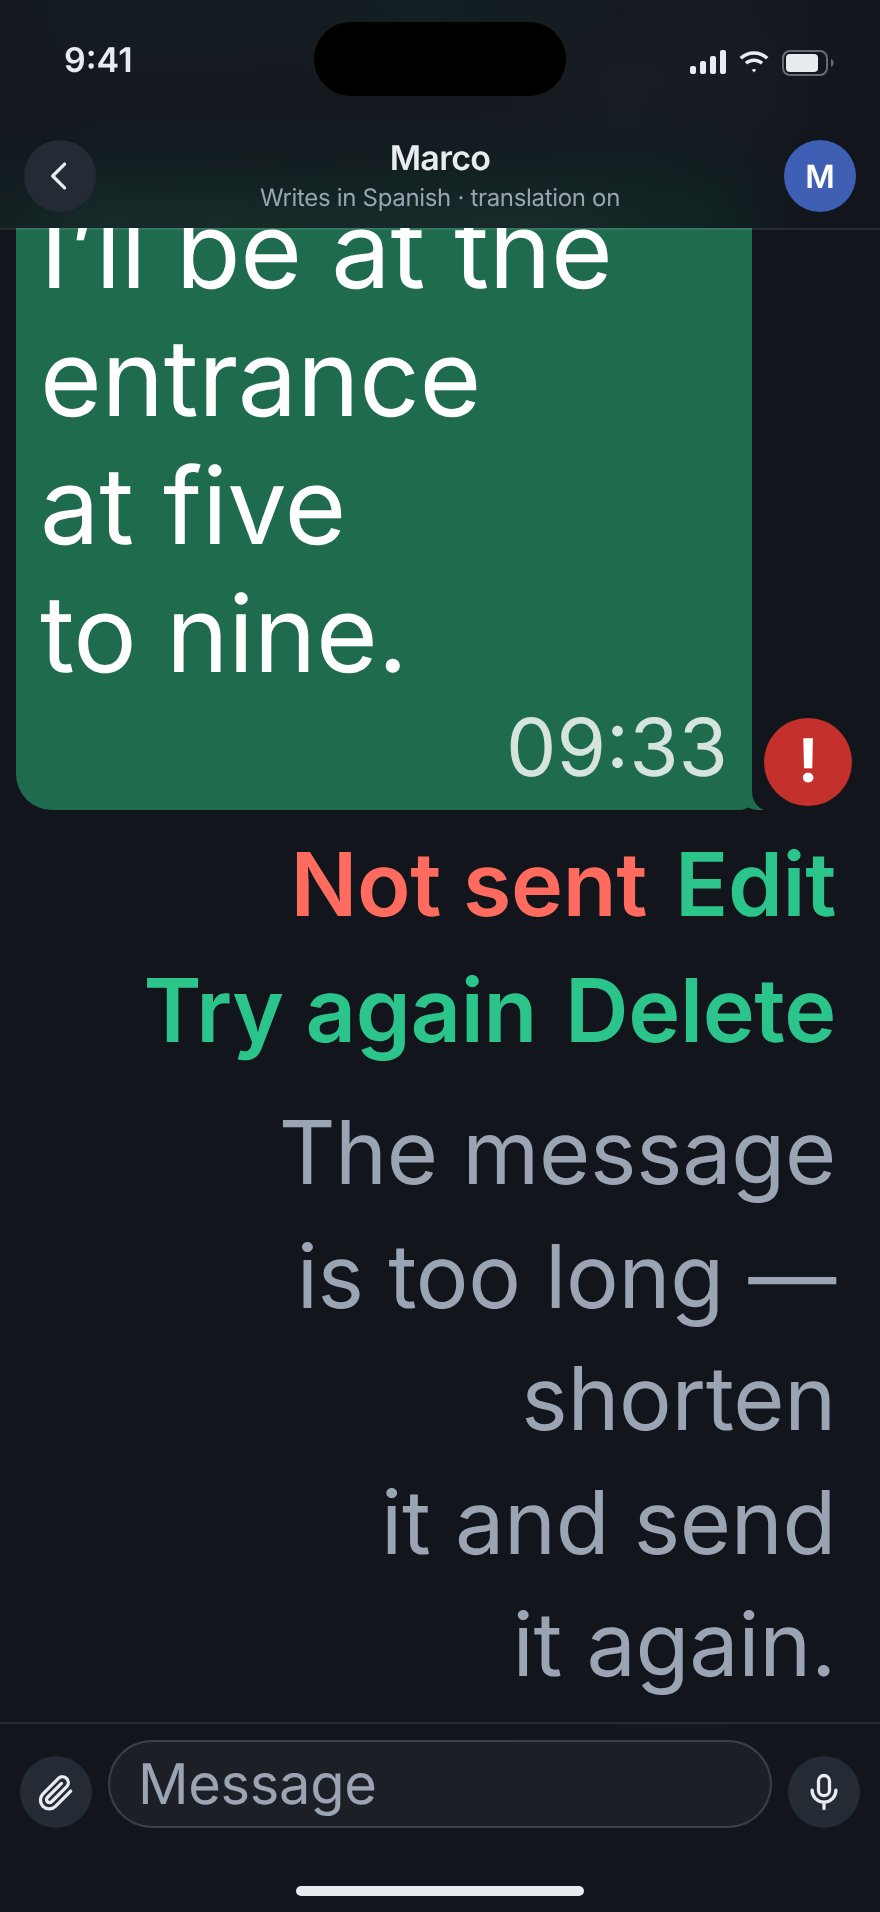 9:41
Marco
Writes in Spanish · translation on
M
I'll be at the
entrance
at five
to nine.
09:33
!
Not sent Edit
Try again Delete
The message
is too long —
shorten
it and send
it again.
Message